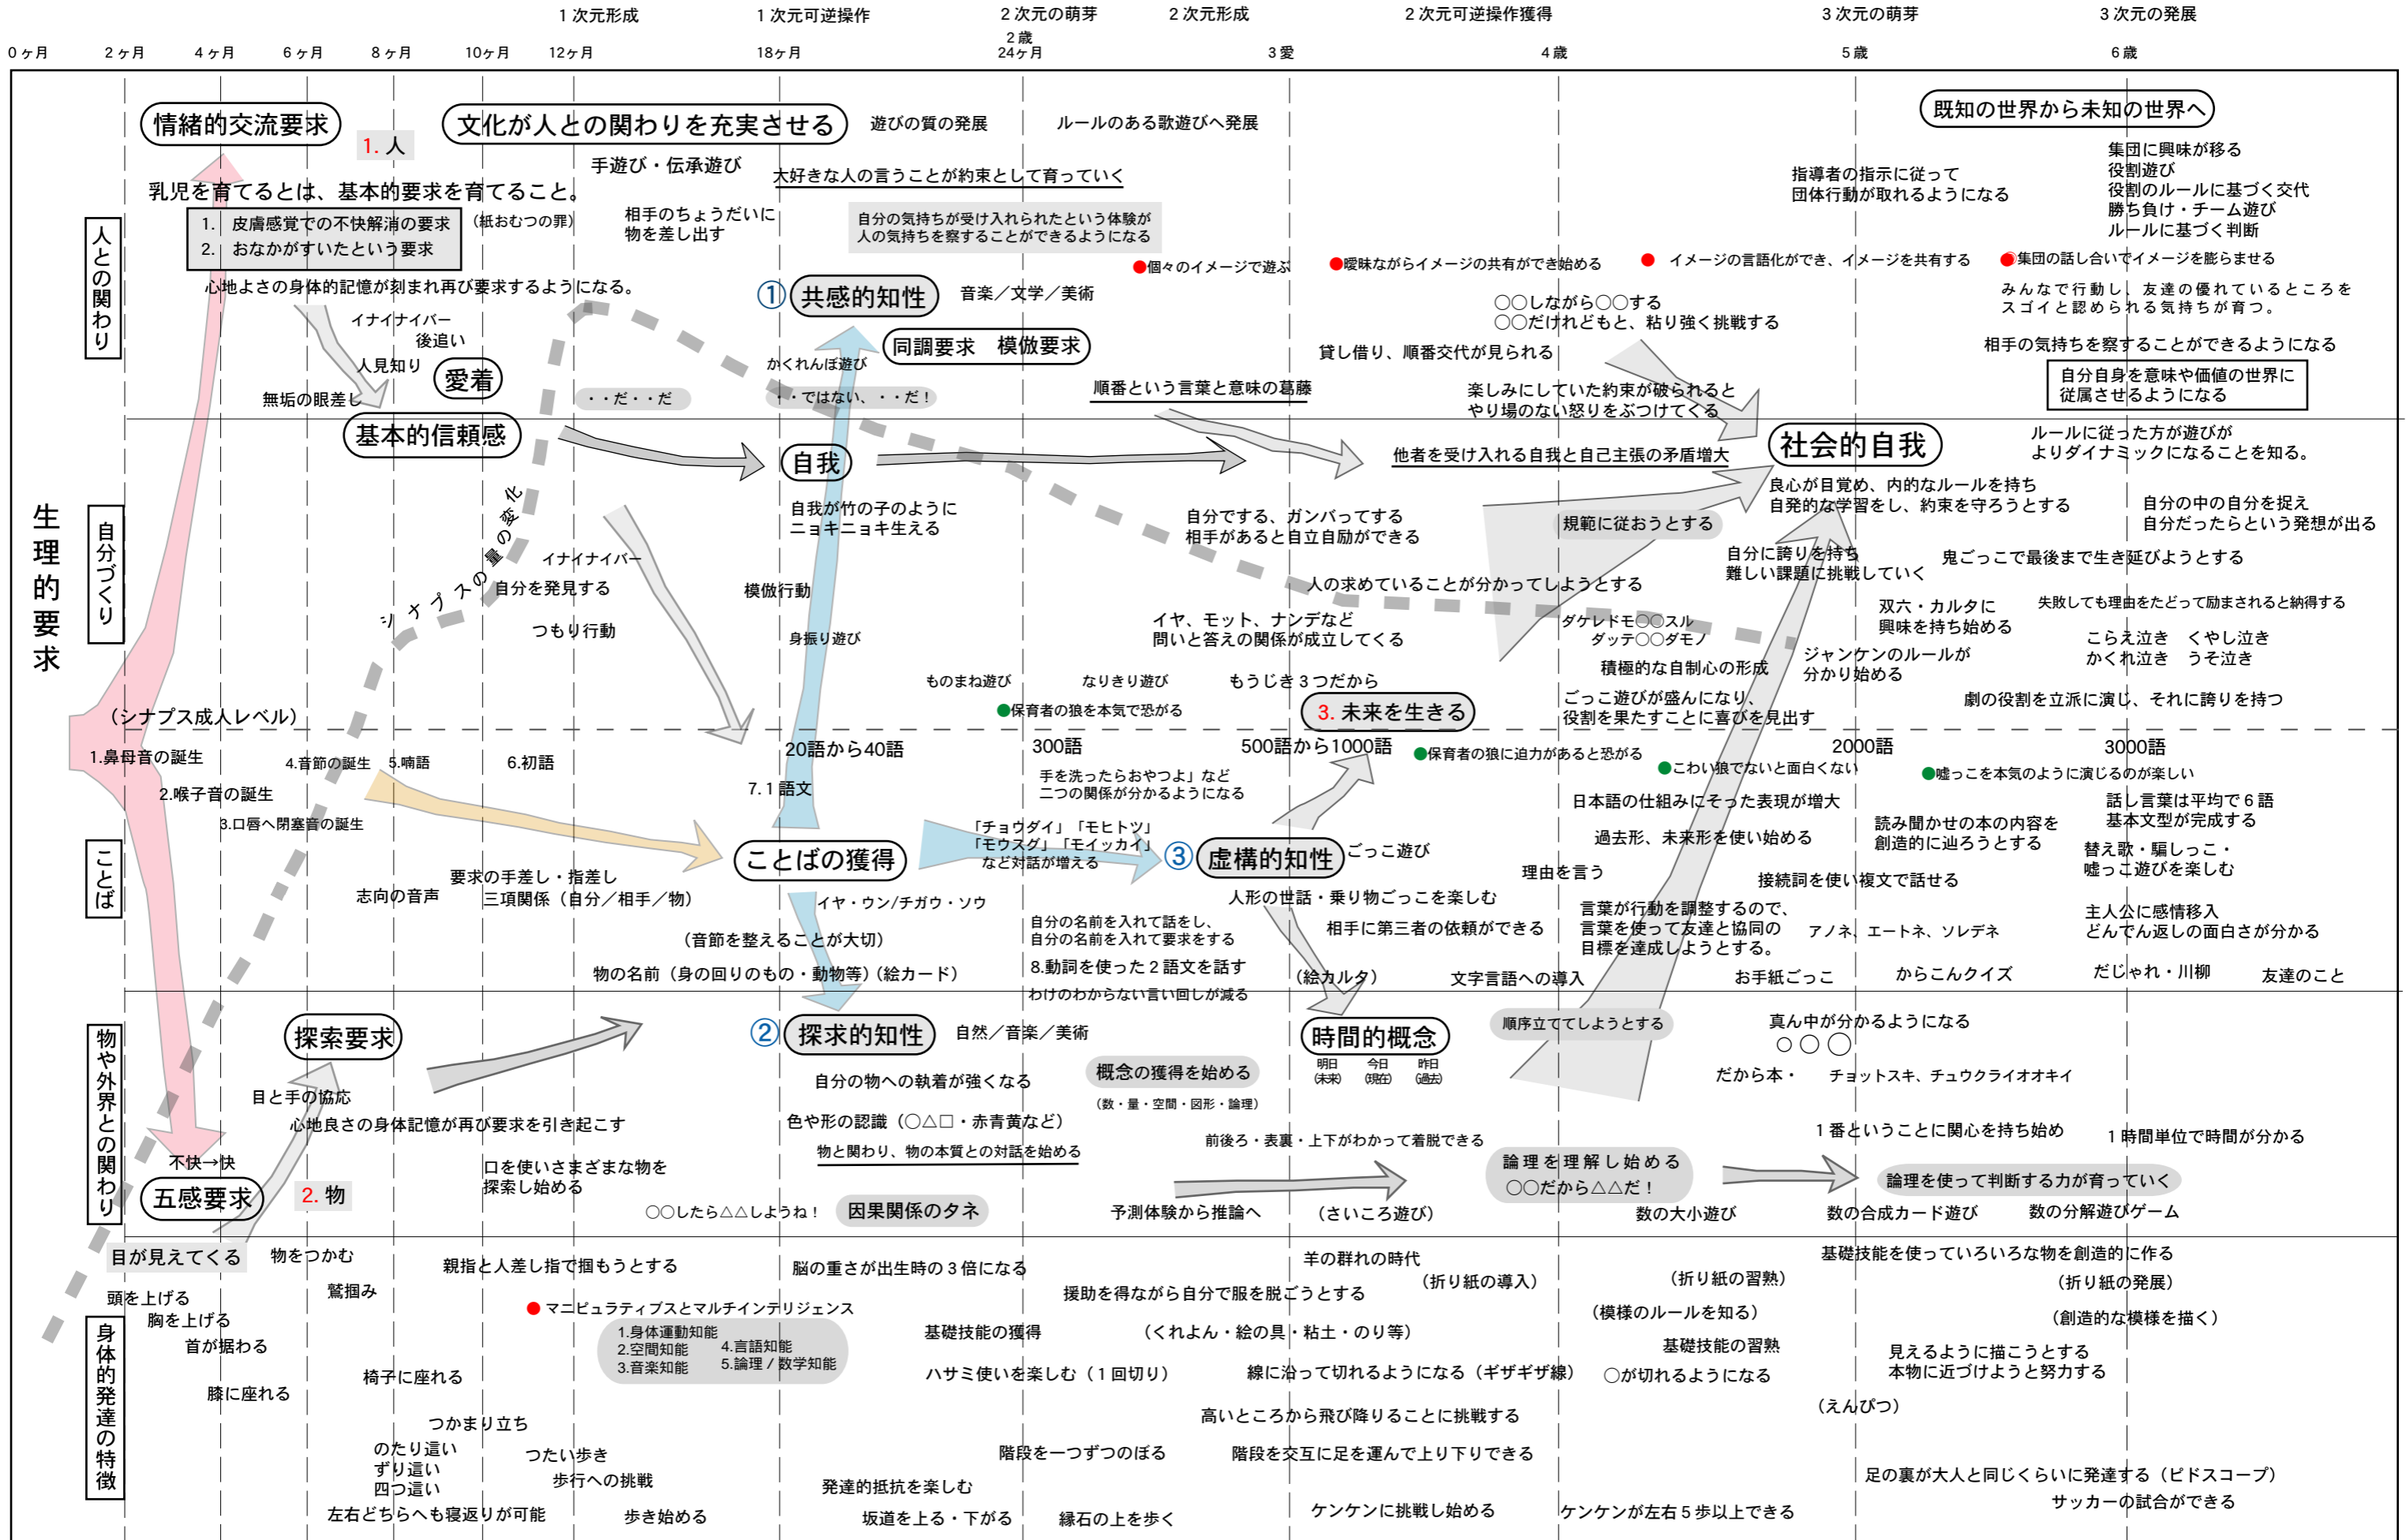 1次元形成
1次元可逆操作
2次元の萌芽
2次元形成
2次元可逆操作獲得
3次元の萌芽
3次元の発展
0ヶ月
2ヶ月
4ヶ月
6ヶ月
8ヶ月
10ヶ月
12ヶ月
18ヶ月
2歳
24ヶ月
3愛
4歳
5歳
6歳
生理的要求
人との関わり
情緒的交流要求
1. 人
文化が人との関わりを充実させる
遊びの質の発展
ルールのある歌遊びへ発展
既知の世界から未知の世界へ
手遊び・伝承遊び
大好きな人の言うことが約束として育っていく
乳児を育てるとは、基本的要求を育てること。
1. 皮膚感覚での不快解消の要求
2. おなかがすいたという要求
(紙おむつの罪)
相手のちょうだいに
物を差し出す
自分の気持ちが受け入れられたという体験が
人の気持ちを察することができるようになる
指導者の指示に従って
団体行動が取れるようになる
集団に興味が移る
役割遊び
役割のルールに基づく交代
勝ち負け・チーム遊び
ルールに基づく判断
●個々のイメージで遊ぶ
●曖昧ながらイメージの共有ができ始める
● イメージの言語化ができ、イメージを共有する
●集団の話し合いでイメージを膨らませる
心地よさの身体的記憶が刻まれ再び要求するようになる。
① 共感的知性
音楽／文学／美術
○○しながら○○する
○○だけれどもと、粘り強く挑戦する
みんなで行動し、友達の優れているところを
スゴイと認められる気持ちが育つ。
イナイナイバー
後追い
人見知り
愛着
無垢の眼差し
同調要求 模倣要求
かくれんぼ遊び
・・だ・・だ
・・ではない、・・だ！
貸し借り、順番交代が見られる
順番という言葉と意味の葛藤
楽しみにしていた約束が破られると
やり場のない怒りをぶつけてくる
相手の気持ちを察することができるようになる
自分自身を意味や価値の世界に
従属させるようになる
自分づくり
基本的信頼感
自我
他者を受け入れる自我と自己主張の矛盾増大
社会的自我
ルールに従った方が遊びが
よりダイナミックになることを知る。
シナプスの量の変化
自我が竹の子のように
ニョキニョキ生える
自分でする、ガンバってする
相手があると自立自励ができる
規範に従おうとする
良心が目覚め、内的なルールを持ち
自発的な学習をし、約束を守ろうとする
自分の中の自分を捉え
自分だったらという発想が出る
イナイナイバー
自分を発見する
つもり行動
模倣行動
身振り遊び
人の求めていることが分かってしようとする
自分に誇りを持ち
難しい課題に挑戦していく
鬼ごっこで最後まで生き延びようとする
イヤ、モット、ナンデなど
問いと答えの関係が成立してくる
ダケレドモ○○スル
ダッテ○○ダモノ
双六・カルタに
興味を持ち始める
失敗しても理由をたどって励まされると納得する
こらえ泣き くやし泣き
かくれ泣き うそ泣き
積極的な自制心の形成
ジャンケンのルールが
分かり始める
ものまね遊び
なりきり遊び
もうじき3つだから
●保育者の狼を本気で恐がる
3. 未来を生きる
ごっこ遊びが盛んになり、
役割を果たすことに喜びを見出す
劇の役割を立派に演じ、それに誇りを持つ
(シナプス成人レベル)
ことば
1.鼻母音の誕生
2.喉子音の誕生
3.口唇へ閉塞音の誕生
4.音節の誕生
5.喃語
6.初語
20語から40語
7.1語文
300語
500語から1000語
2000語
3000語
●保育者の狼に迫力があると恐がる
●こわい狼でないと面白くない
●嘘っこを本気のように演じるのが楽しい
手を洗ったらおやつよ」など
二つの関係が分かるようになる
日本語の仕組みにそった表現が増大
話し言葉は平均で6語
基本文型が完成する
ことばの獲得
「チョウダイ」「モヒトツ」
「モウスグ」「モイッカイ」
など対話が増える
③ 虚構的知性
ごっこ遊び
過去形、未来形を使い始める
読み聞かせの本の内容を
創造的に辿ろうとする
替え歌・騙しっこ・
嘘っこ遊びを楽しむ
志向の音声
要求の手差し・指差し
三項関係（自分／相手／物）
イヤ・ウン/チガウ・ソウ
理由を言う
接続詞を使い複文で話せる
人形の世話・乗り物ごっこを楽しむ
(音節を整えることが大切)
自分の名前を入れて話をし、
自分の名前を入れて要求をする
相手に第三者の依頼ができる
言葉が行動を調整するので、
言葉を使って友達と協同の
目標を達成しようとする。
アノネ、エートネ、ソレデネ
主人公に感情移入
どんでん返しの面白さが分かる
物の名前（身の回りのもの・動物等）（絵カード）
8.動詞を使った2語文を話す
わけのわからない言い回しが減る
(絵カルタ)
文字言語への導入
お手紙ごっこ
からこんクイズ
だじゃれ・川柳
友達のこと
物や外界との関わり
探索要求
② 探求的知性
自然／音楽／美術
時間的概念
明日 今日 昨日
(未来) (現在) (過去)
順序立ててしようとする
真ん中が分かるようになる
○ ○ ○
目と手の協応
心地良さの身体記憶が再び要求を引き起こす
自分の物への執着が強くなる
概念の獲得を始める
(数・量・空間・図形・論理)
だから本・
チョットスキ、チュウクライオオキイ
色や形の認識（○△□・赤青黄など）
物と関わり、物の本質との対話を始める
前後ろ・表裏・上下がわかって着脱できる
1番ということに関心を持ち始め
1時間単位で時間が分かる
不快→快
五感要求
2. 物
口を使いさまざまな物を
探索し始める
論理を理解し始める
○○だから△△だ！
論理を使って判断する力が育っていく
○○したら△△しようね！
因果関係のタネ
予測体験から推論へ
(さいころ遊び)
数の大小遊び
数の合成カード遊び
数の分解遊びゲーム
身体的発達の特徴
目が見えてくる
物をつかむ
鷲掴み
頭を上げる
胸を上げる
首が据わる
膝に座れる
親指と人差し指で掴もうとする
脳の重さが出生時の3倍になる
羊の群れの時代
基礎技能を使っていろいろな物を創造的に作る
援助を得ながら自分で服を脱ごうとする
(折り紙の導入)
(折り紙の習熟)
(折り紙の発展)
● マニピュラティブスとマルチインテリジェンス
1.身体運動知能
2.空間知能 4.言語知能
3.音楽知能 5.論理／数学知能
基礎技能の獲得
(くれよん・絵の具・粘土・のり等)
(模様のルールを知る)
(創造的な模様を描く)
基礎技能の習熟
見えるように描こうとする
本物に近づけようと努力する
椅子に座れる
ハサミ使いを楽しむ（1回切り）
線に沿って切れるようになる（ギザギザ線）
○が切れるようになる
(えんぴつ)
つかまり立ち
高いところから飛び降りることに挑戦する
のたり這い
ずり這い
四つ這い
つたい歩き
歩行への挑戦
階段を一つずつのぼる
階段を交互に足を運んで上り下りできる
足の裏が大人と同じくらいに発達する（ピドスコープ）
発達的抵抗を楽しむ
左右どちらへも寝返りが可能
歩き始める
坂道を上る・下がる
縁石の上を歩く
ケンケンに挑戦し始める
ケンケンが左右5歩以上できる
サッカーの試合ができる